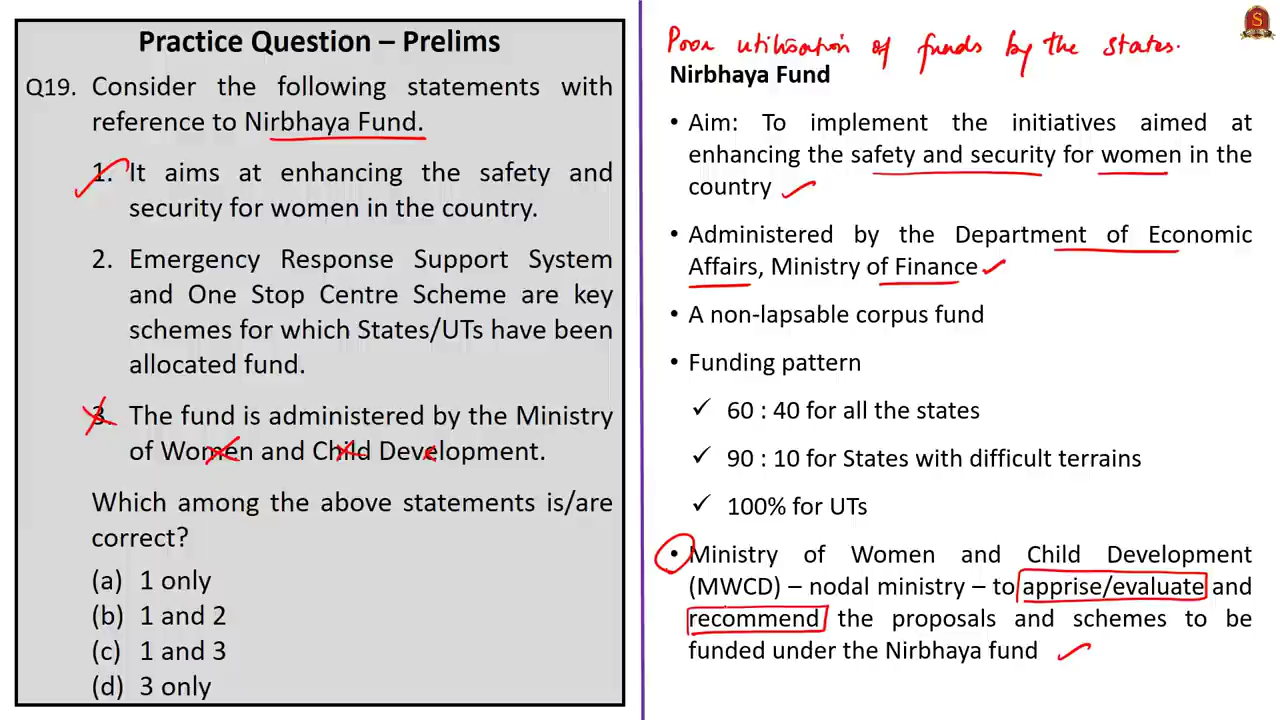 Practice Question – Prelims
Q19. Consider the following statements with
reference to Nirbhaya Fund.
1. It aims at enhancing the safety and
security for women in the country.
2. Emergency Response Support System
and One Stop Centre Scheme are key
schemes for which States/UTs have been
allocated fund.
3. The fund is administered by the Ministry
of Women and Child Development.
Which among the above statements is/are
correct?
(a) 1 only
(b) 1 and 2
(c) 1 and 3
(d) 3 only
Poor utilisation of funds by the states.
Nirbhaya Fund
• Aim: To implement the initiatives aimed at
enhancing the safety and security for women in the
country
• Administered by the Department of Economic
Affairs, Ministry of Finance
• A non-lapsable corpus fund
• Funding pattern
✓ 60 : 40 for all the states
✓ 90 : 10 for States with difficult terrains
✓ 100% for UTs
• Ministry of Women and Child Development
(MWCD) – nodal ministry – to apprise/evaluate and
recommend the proposals and schemes to be
funded under the Nirbhaya fund